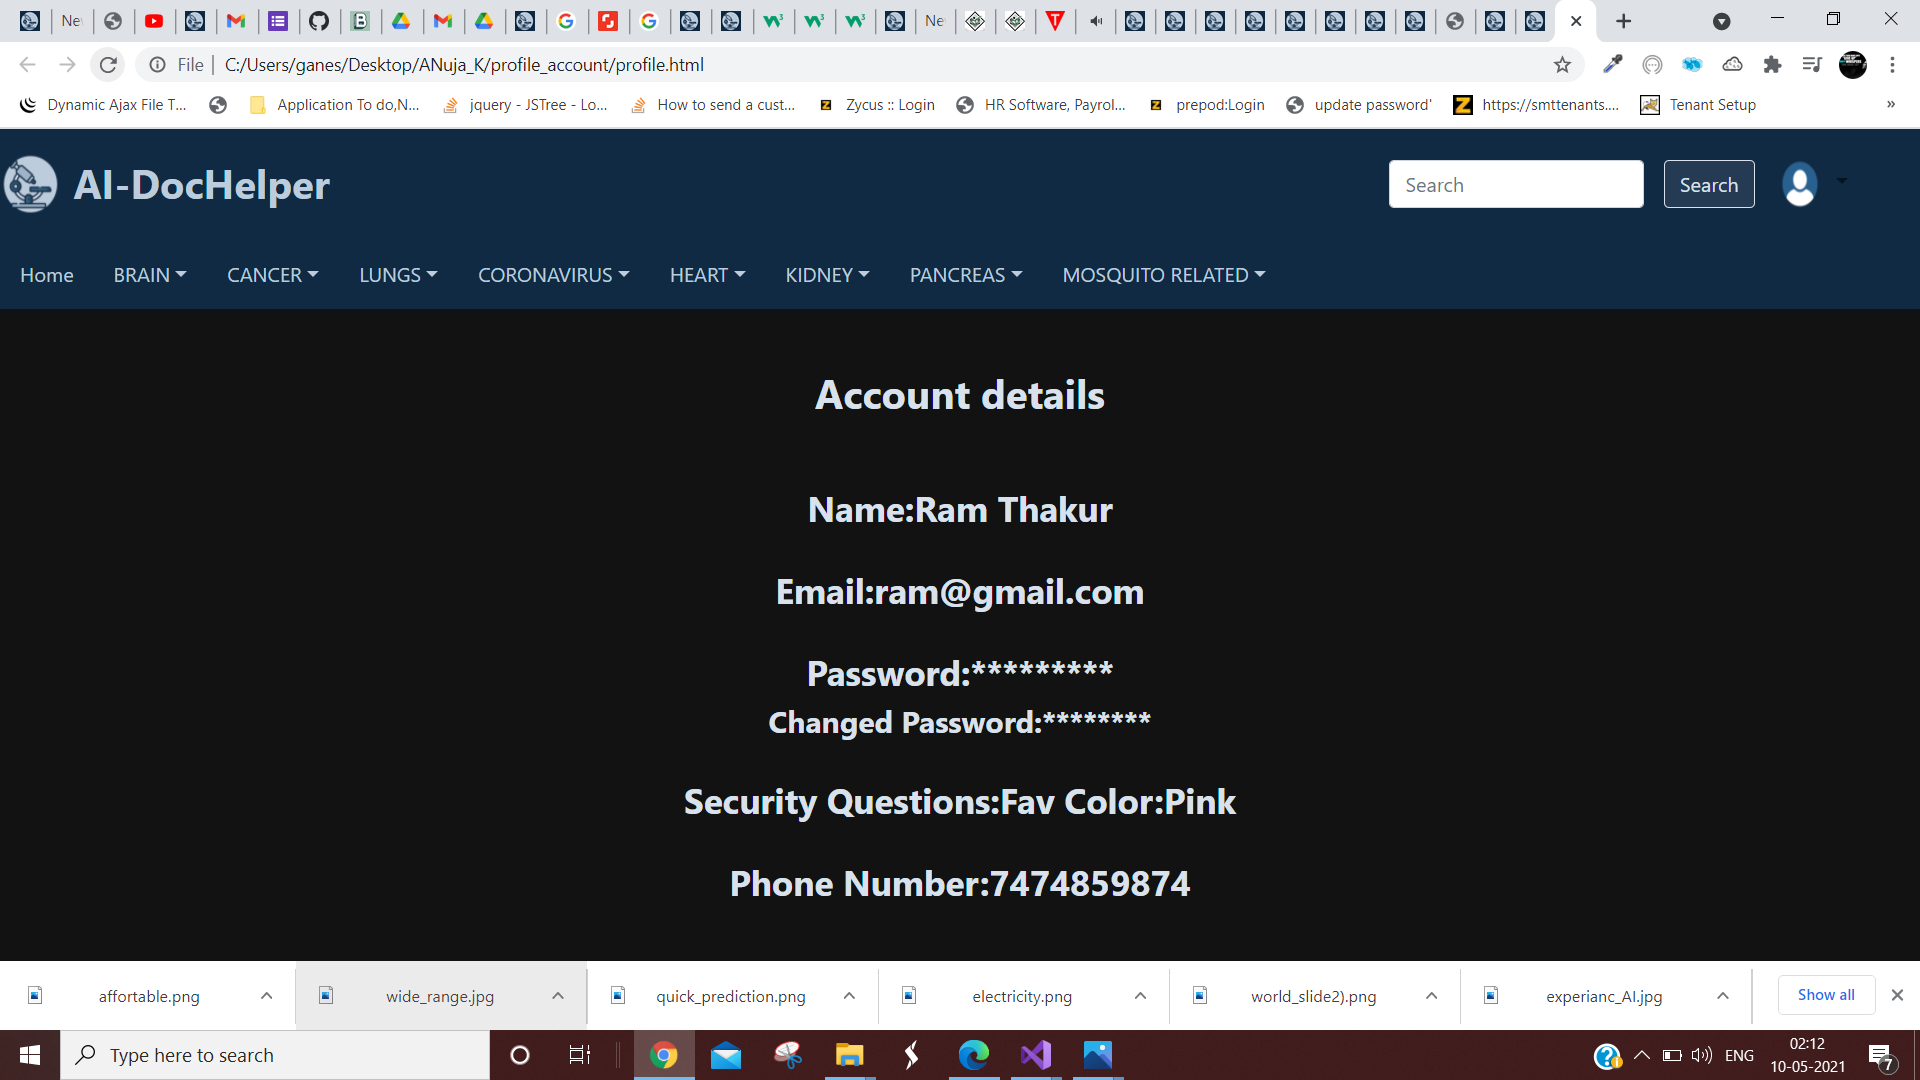 Ne
Ne
File
C:/Users/ganes/Desktop/ANuja_K/profile_account/profile.html
Dynamic Ajax File T...
Application To do,N...
jquery - JSTree - Lo...
How to send a cust...
Zycus :: Login
HR Software, Payrol...
prepod:Login
update password'
https://smttenants....
Tenant Setup
»
AI-DocHelper
Search
Search
Home
BRAIN
CANCER
LUNGS
CORONAVIRUS
HEART
KIDNEY
PANCREAS
MOSQUITO RELATED
Account details
Name:Ram Thakur
Email:ram@gmail.com
Password:*********
Changed Password:********
Security Questions:Fav Color:Pink
Phone Number:7474859874
affortable.png
wide_range.jpg
quick_prediction.png
electricity.png
world_slide2).png
experianc_AI.jpg
Show all
Type here to search
ENG
02:12
10-05-2021
7